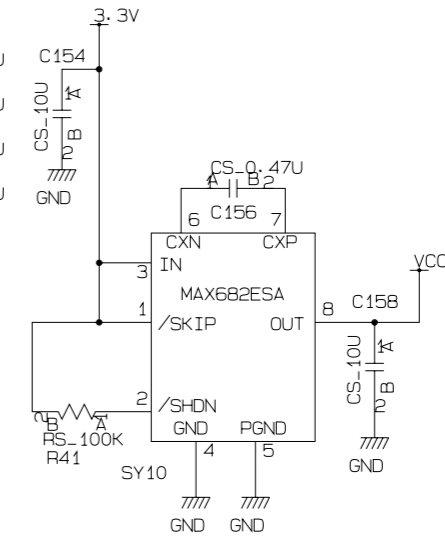 3.3V
C154
U
U
U
U
CS_10U
1
A
B
2
GND
CS_0.47U
1
A
B
2
C156
6
7
CXN
CXP
3
IN
MAX682ESA
VCC
1
/SKIP
OUT
8
C158
CS_10U
1
A
B
2
GND
2
B
RS_100K
A
1
R41
2
/SHDN
GND
PGND
4
5
SY10
GND
GND